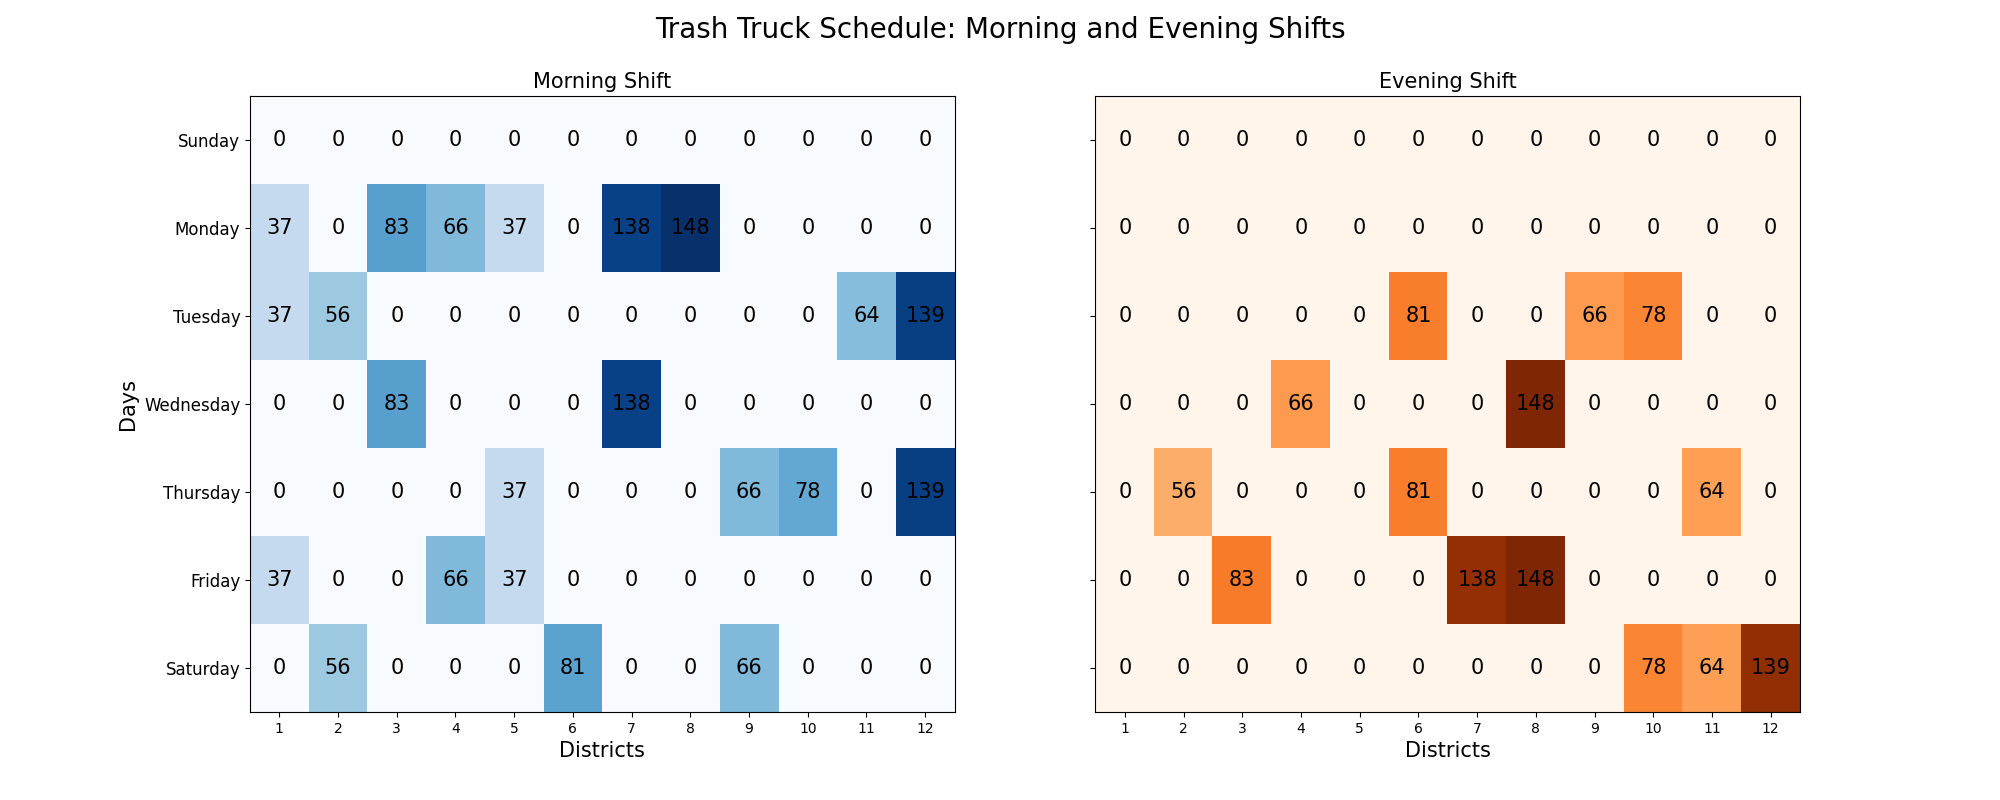 Trash Truck Schedule: Morning and Evening Shifts
Morning Shift
Days
Sunday 0 0 0 0 0 0 0 0 0 0 0 0
Monday 37 0 83 66 37 0 138 148 0 0 0 0
Tuesday 37 56 0 0 0 0 0 0 0 0 64 139
Wednesday 0 0 83 0 0 0 138 0 0 0 0 0
Thursday 0 0 0 0 37 0 0 0 66 78 0 139
Friday 37 0 0 66 37 0 0 0 0 0 0 0
Saturday 0 56 0 0 0 81 0 0 66 0 0 0
1 2 3 4 5 6 7 8 9 10 11 12
Districts
Evening Shift
0 0 0 0 0 0 0 0 0 0 0 0
0 0 0 0 0 0 0 0 0 0 0 0
0 0 0 0 0 81 0 0 66 78 0 0
0 0 0 66 0 0 0 148 0 0 0 0
0 56 0 0 0 81 0 0 0 0 64 0
0 0 83 0 0 0 138 148 0 0 0 0
0 0 0 0 0 0 0 0 0 78 64 139
1 2 3 4 5 6 7 8 9 10 11 12
Districts